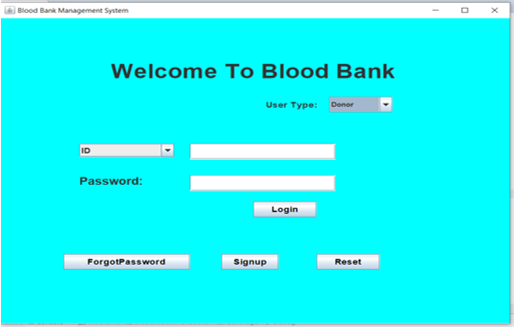 Blood Bank Management System
Welcome To Blood Bank
User Type: Donor
ID
Password:
Login
ForgotPassword Signup Reset